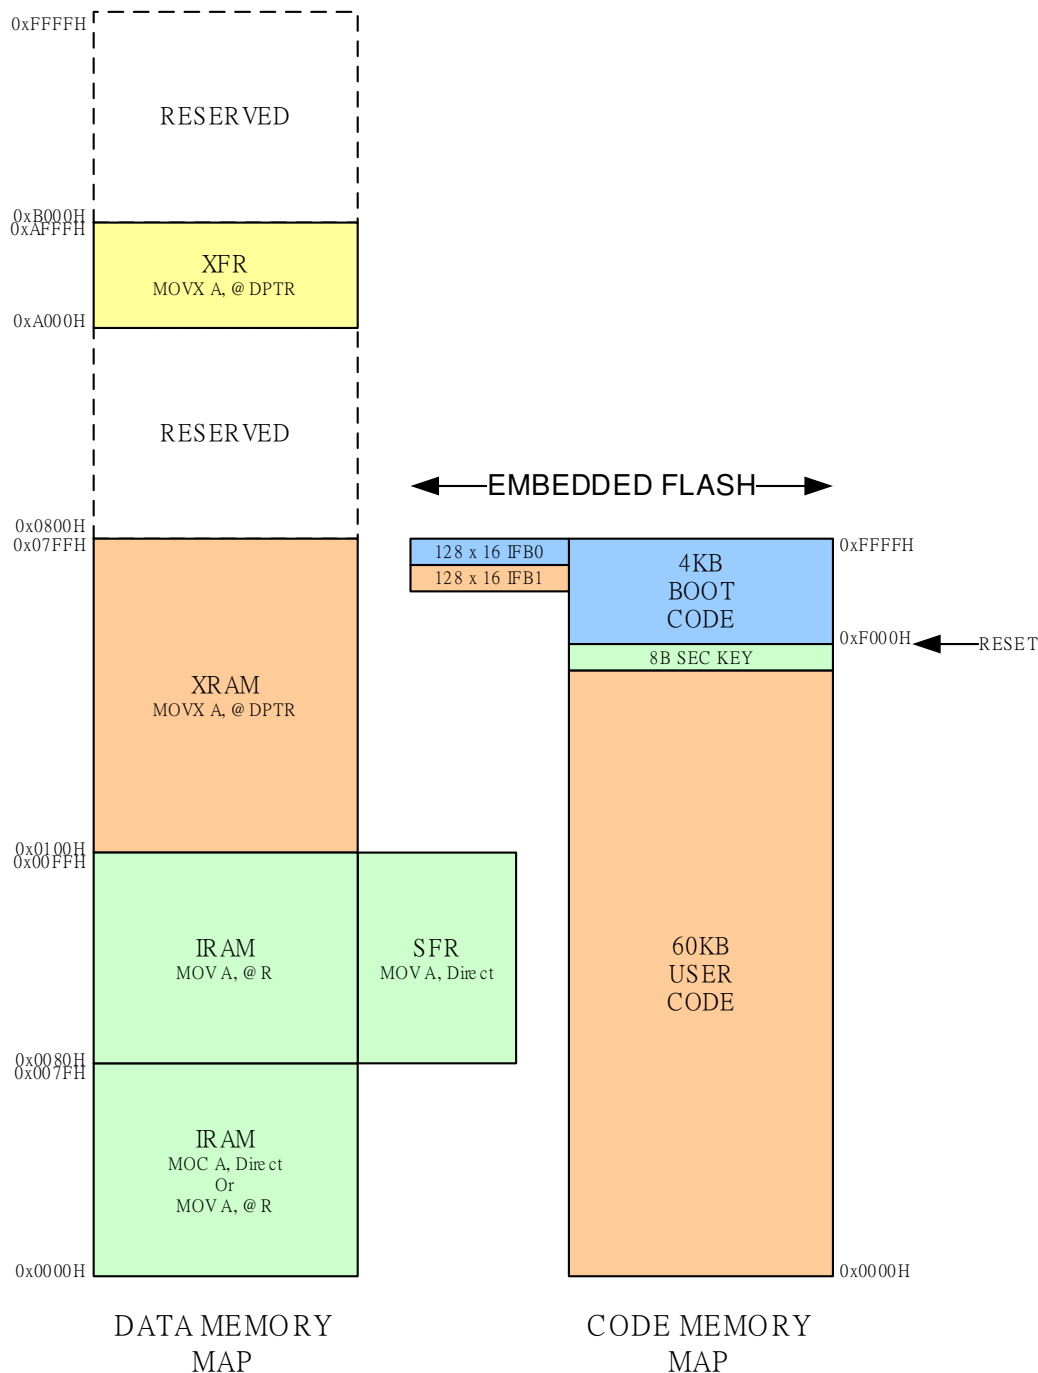 0xFFFFH
RESERVED
0xB000H
0xAFFFH
XFR
MOVX A, @ DPTR
0xA000H
RESERVED
0x0800H
0x07FFH
XRAM
MOVX A, @ DPTR
0x0100H
0x00FFH
IRAM
MOV A, @ R
SFR
MOV A, Direct
0x0080H
0x007FH
IRAM
MOC A, Direct
Or
MOV A, @ R
0x0000H
DATA MEMORY
MAP
EMBEDDED FLASH
128 x 16 IFB0
128 x 16 IFB1
4KB
BOOT
CODE
0xFFFFH
0xF000H
RESET
8B SEC KEY
60KB
USER
CODE
0x0000H
CODE MEMORY
MAP